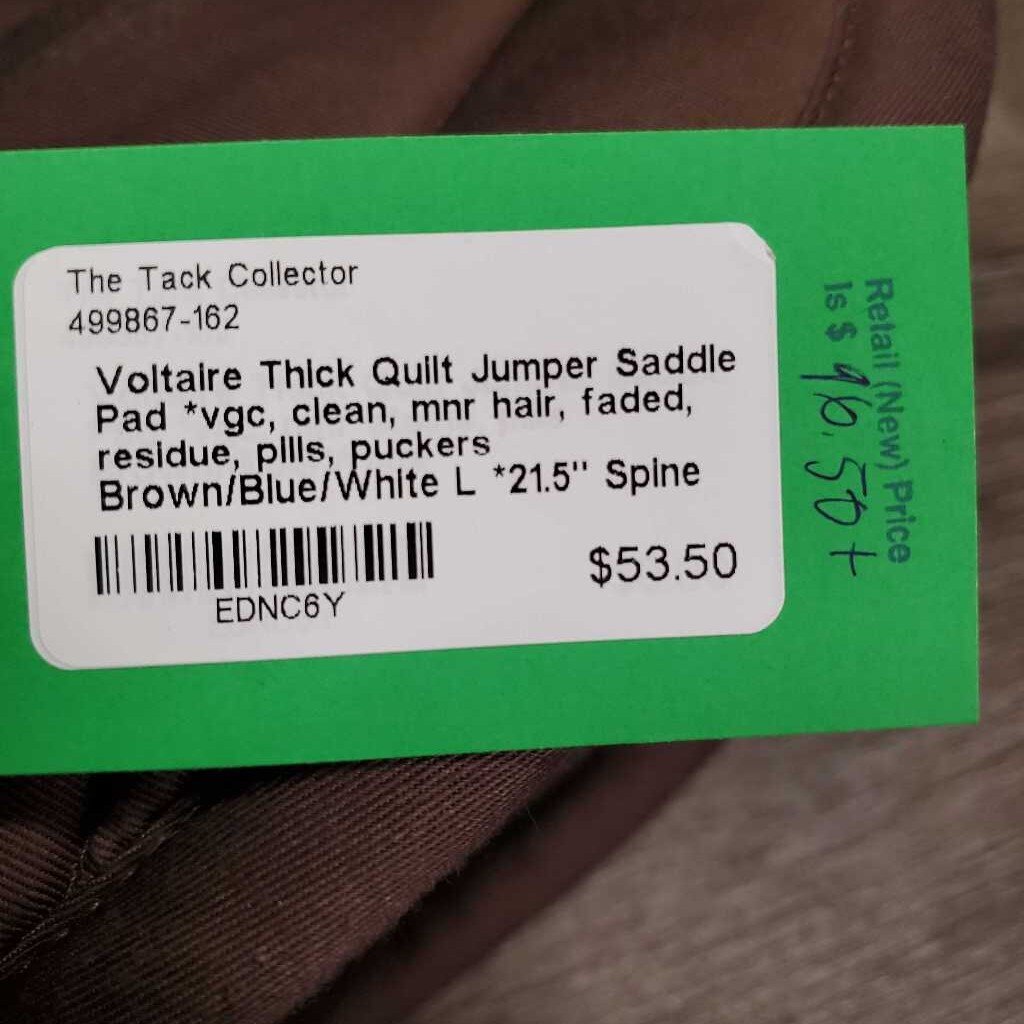 The Tack Collector
499867-162
Voltaire Thick Quilt Jumper Saddle
Pad *vgc, clean, mnr hair, faded,
residue, pills, puckers
Brown/Blue/White L *21.5" Spine
$53.50
EDNC6Y
Retail (New) Price
Is $ 96.50+